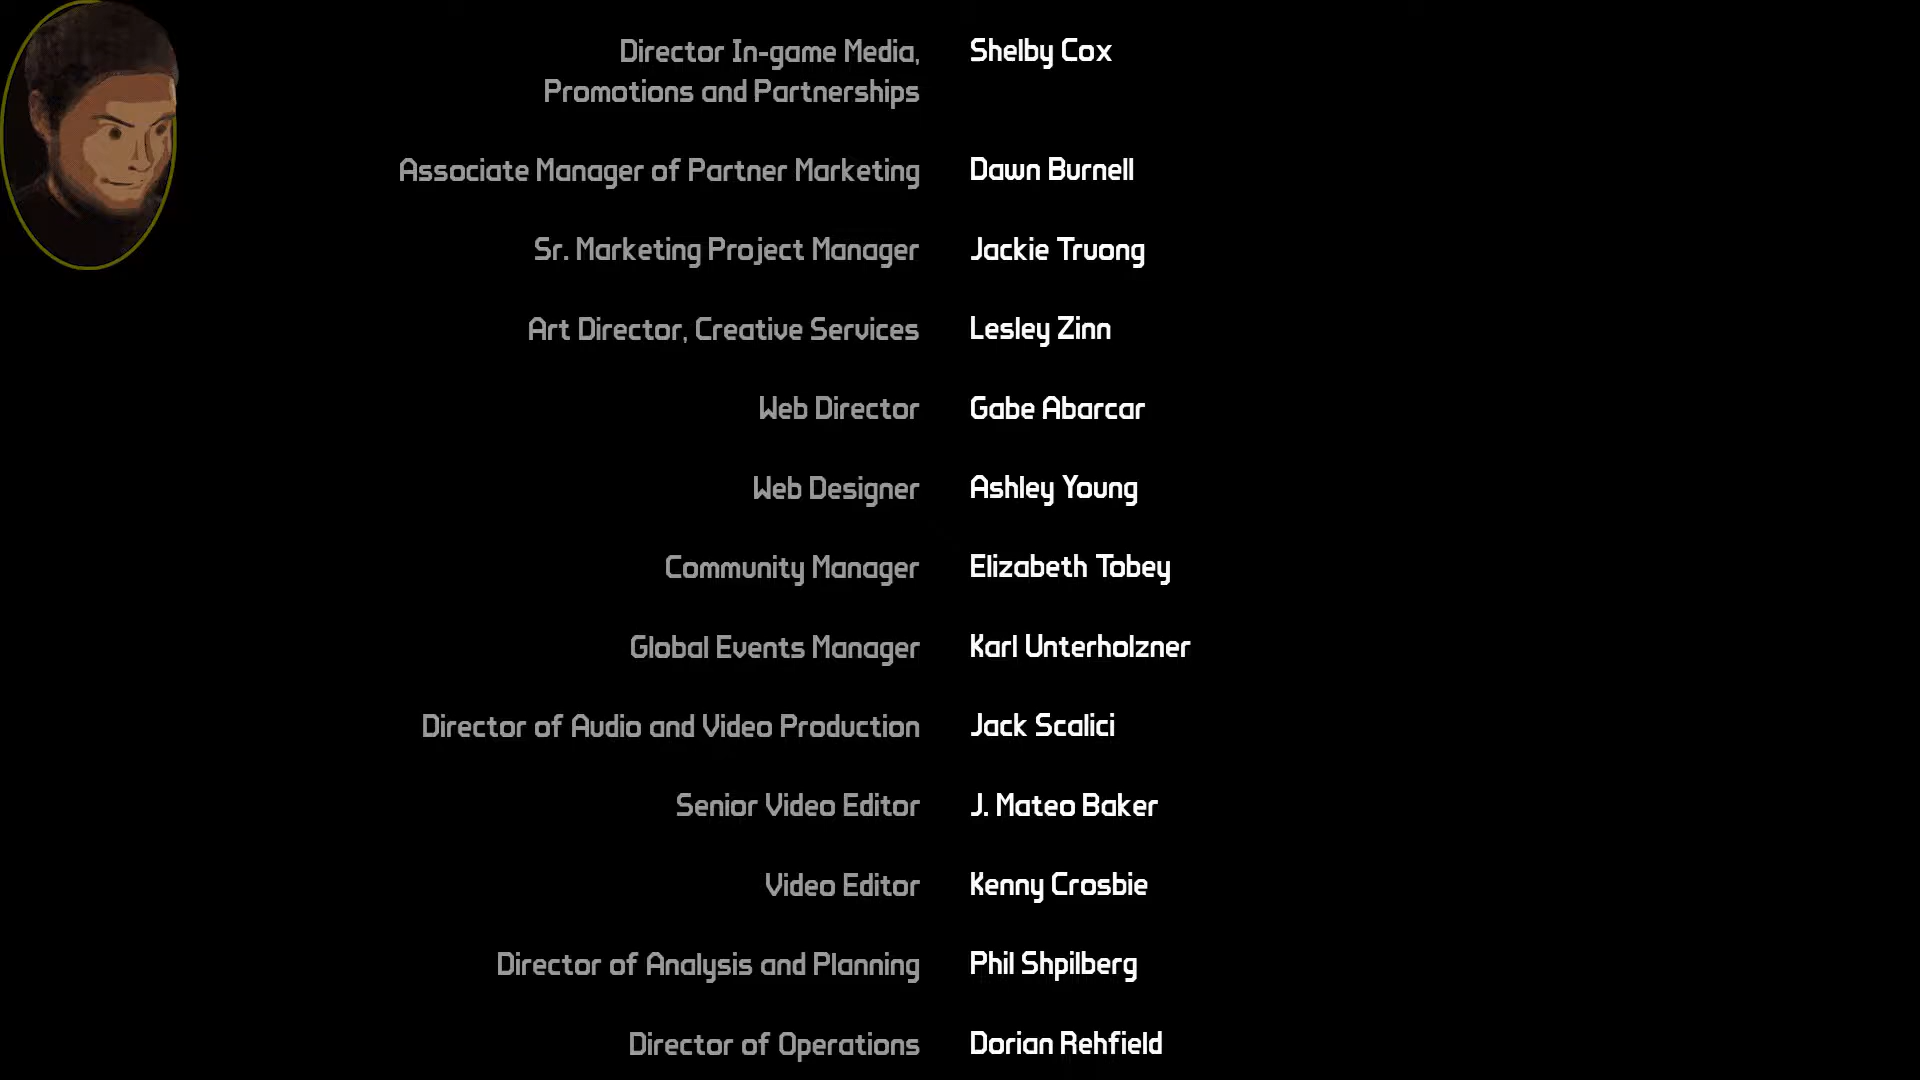 Director In-game Media, Shelby Cox
Promotions and Partnerships
Associate Manager of Partner Marketing Dawn Burnell
Sr. Marketing Project Manager Jackie Truong
Art Director, Creative Services Lesley Zinn
Web Director Gabe Abarcar
Web Designer Ashley Young
Community Manager Elizabeth Tobey
Global Events Manager Karl Unterholzner
Director of Audio and Video Production Jack Scalici
Senior Video Editor J. Mateo Baker
Video Editor Kenny Crosbie
Director of Analysis and Planning Phil Shpilberg
Director of Operations Dorian Rehfield